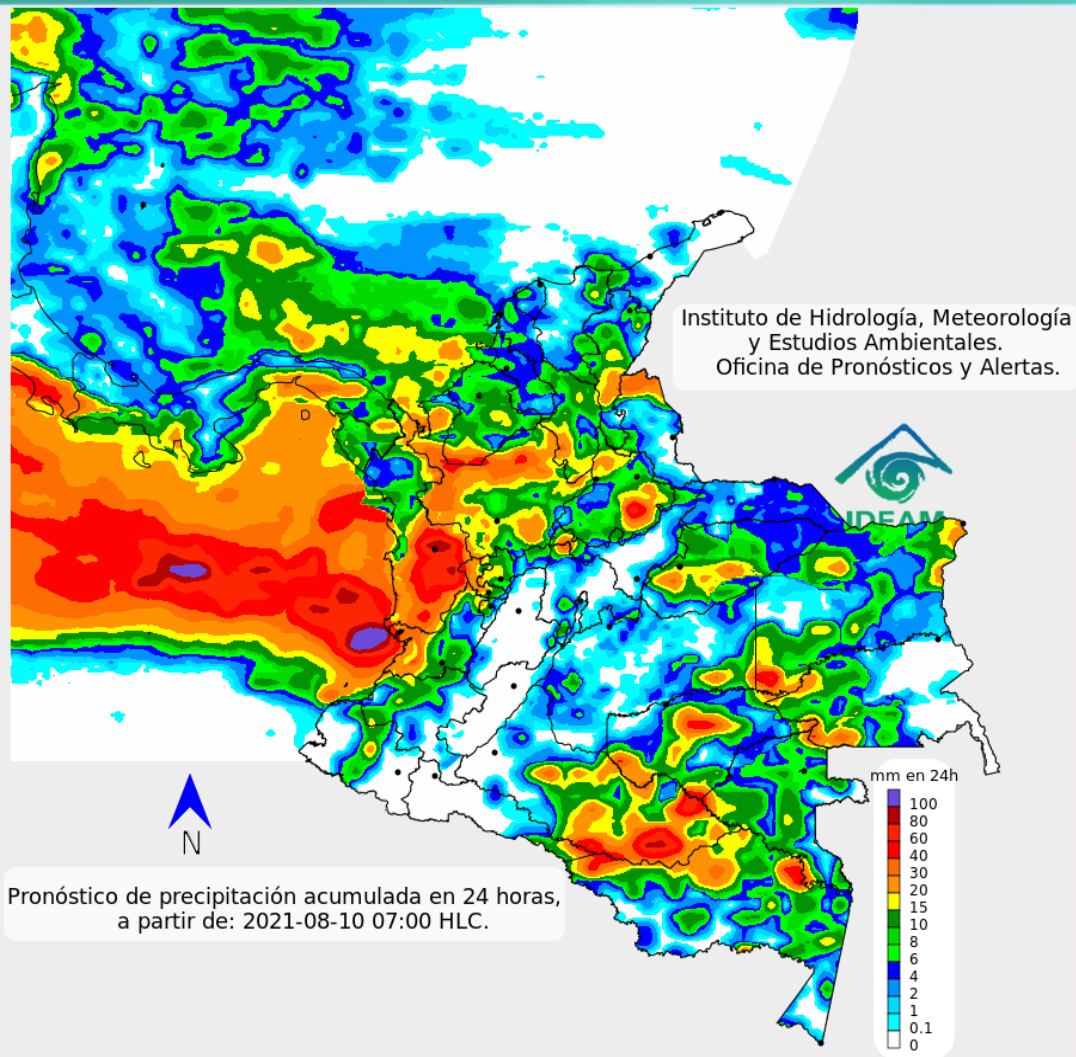 Instituto de Hidrología, Meteorología
y Estudios Ambientales.
Oficina de Pronósticos y Alertas.
IDEAM
D
mm en 24h
100
80
60
40
30
20
15
10
8
6
4
2
1
0.1
0
N
Pronóstico de precipitación acumulada en 24 horas,
a partir de: 2021-08-10 07:00 HLC.